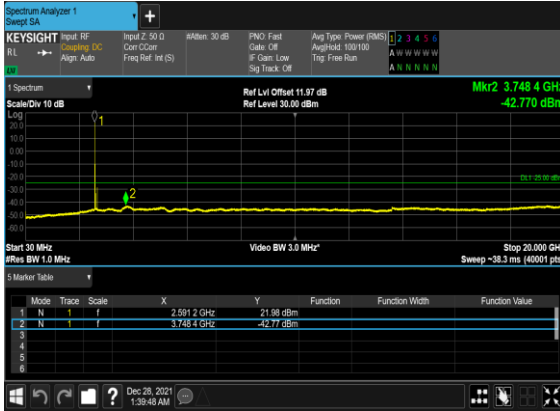 Spectrum Analyzer 1
Swept SA
+
KEYSIGHT Input: RF Input Z: 50 Ω #Atten: 30 dB PNO: Fast Avg Type: Power (RMS) 1 2 3 4 5 6
RL Coupling: DC Corr CCorr Gate: Off Avg|Hold: 100/100 A W W W W W
Align: Auto Freq Ref: Int (S) IF Gain: Low Trig: Free Run
Sig Track: Off A N N N N N
1 Spectrum Ref Lvl Offset 11.97 dB Mkr2 3.748 4 GHz
Scale/Div 10 dB Ref Level 30.00 dBm -42.770 dBm
Log
20.0
10.0
0.00
-10.0
-20.0
-30.0
-40.0
-50.0
-60.0
1
2
DL1 -25.00 dBm
Start 30 MHz Video BW 3.0 MHz* Stop 20.000 GH
#Res BW 1.0 MHz Sweep ~38.3 ms (40001 pts
5 Marker Table
Mode Trace Scale X Y Function Function Width Function Value
1 N 1 f 2.591 2 GHz 21.98 dBm
2 N 1 f 3.748 4 GHz -42.77 dBm
3
4
5
6
? Dec 28, 2021
1:39:48 AM